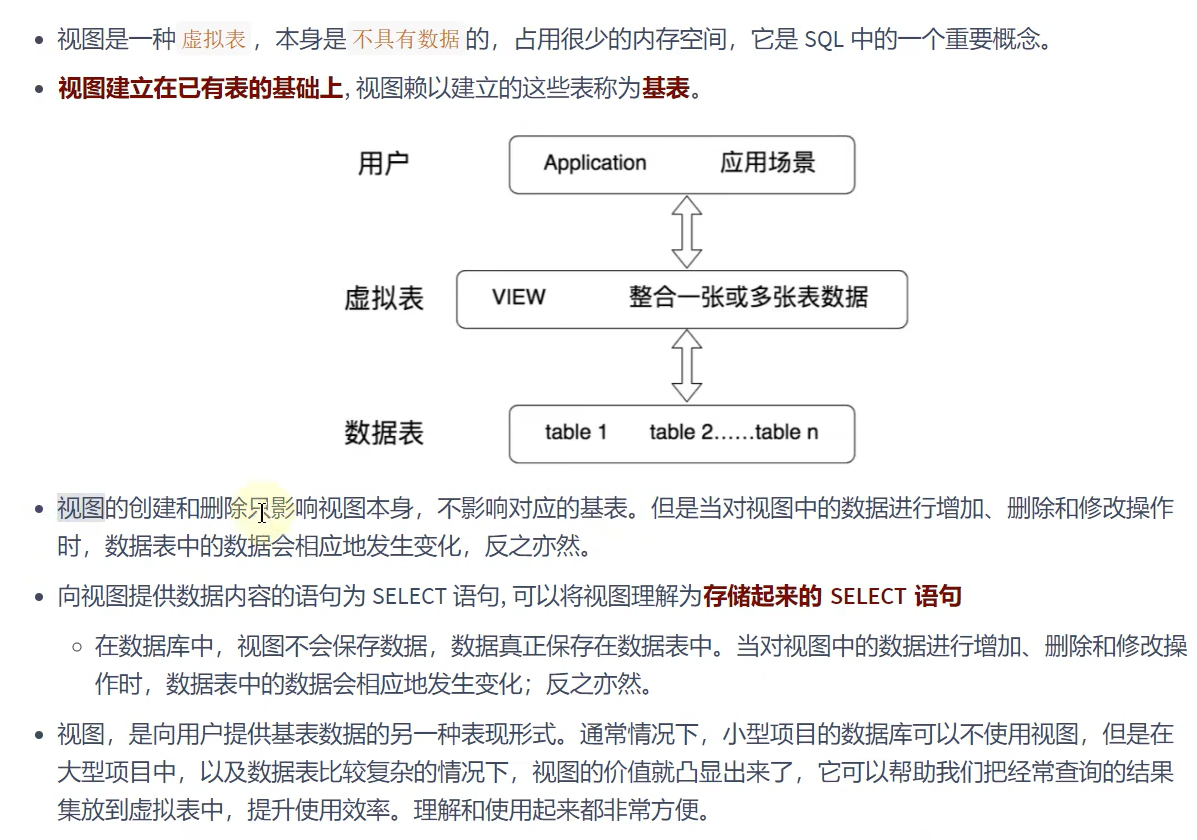 视图是一种 虚拟表 ，本身是 不具有数据 的，占用很少的内存空间，它是 SQL 中的一个重要概念。
视图建立在已有表的基础上, 视图赖以建立的这些表称为基表。
用户 Application 应用场景
虚拟表 VIEW 整合一张或多张表数据
数据表 table 1 table 2……table n
视图的创建和删除只影响视图本身，不影响对应的基表。但是当对视图中的数据进行增加、删除和修改操作
时，数据表中的数据会相应地发生变化，反之亦然。
向视图提供数据内容的语句为 SELECT 语句, 可以将视图理解为存储起来的 SELECT 语句
在数据库中，视图不会保存数据，数据真正保存在数据表中。当对视图中的数据进行增加、删除和修改操
作时，数据表中的数据会相应地发生变化；反之亦然。
视图，是向用户提供基表数据的另一种表现形式。通常情况下，小型项目的数据库可以不使用视图，但是在
大型项目中，以及数据表比较复杂的情况下，视图的价值就凸显出来了，它可以帮助我们把经常查询的结果
集放到虚拟表中，提升使用效率。理解和使用起来都非常方便。